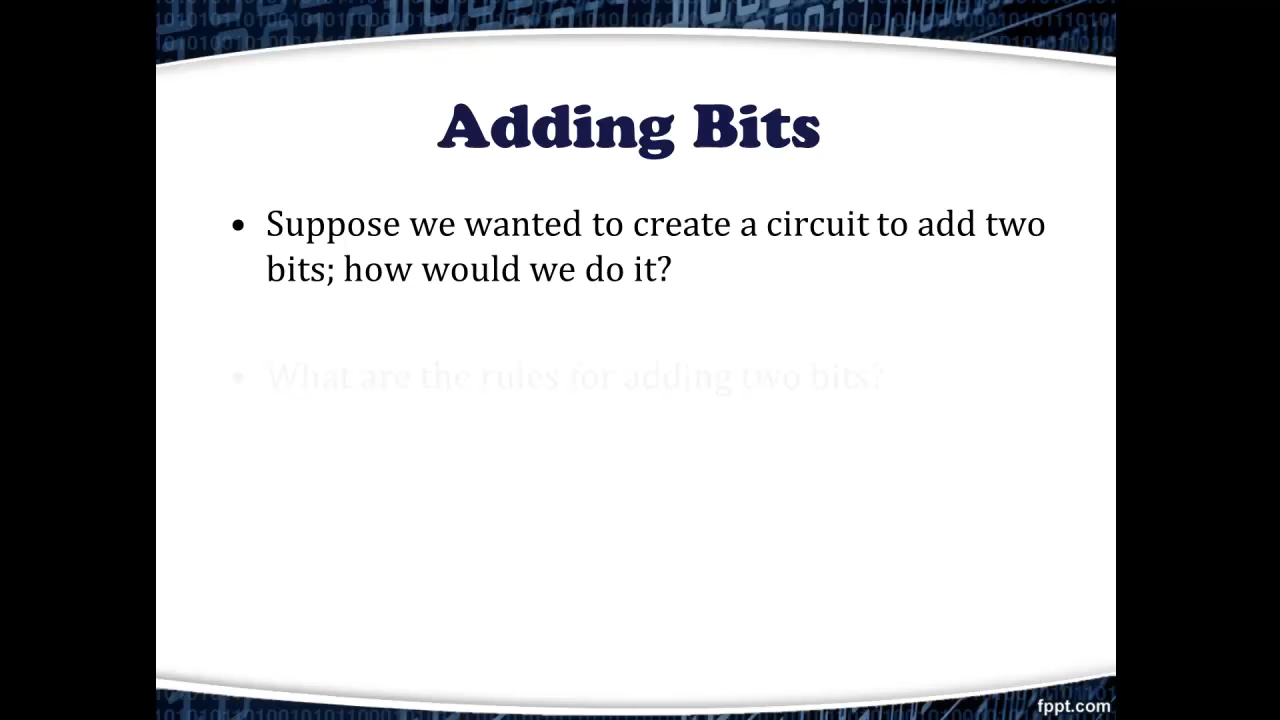 Adding Bits
• Suppose we wanted to create a circuit to add two
bits; how would we do it?
• What are the rules for adding two bits?
fppt.com